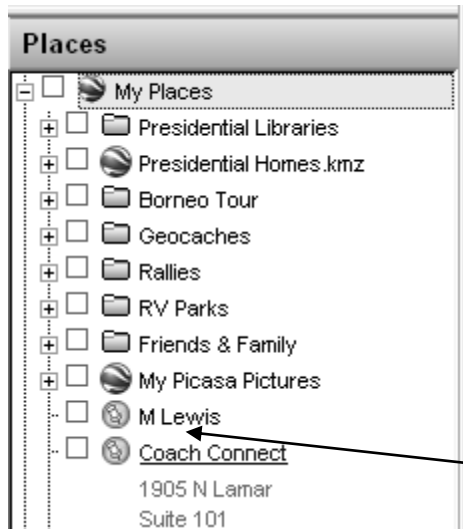 Places
My Places
Presidential Libraries
Presidential Homes.kmz
Borneo Tour
Geocaches
Rallies
RV Parks
Friends & Family
My Picasa Pictures
M Lewis
Coach Connect
1905 N Lamar
Suite 101